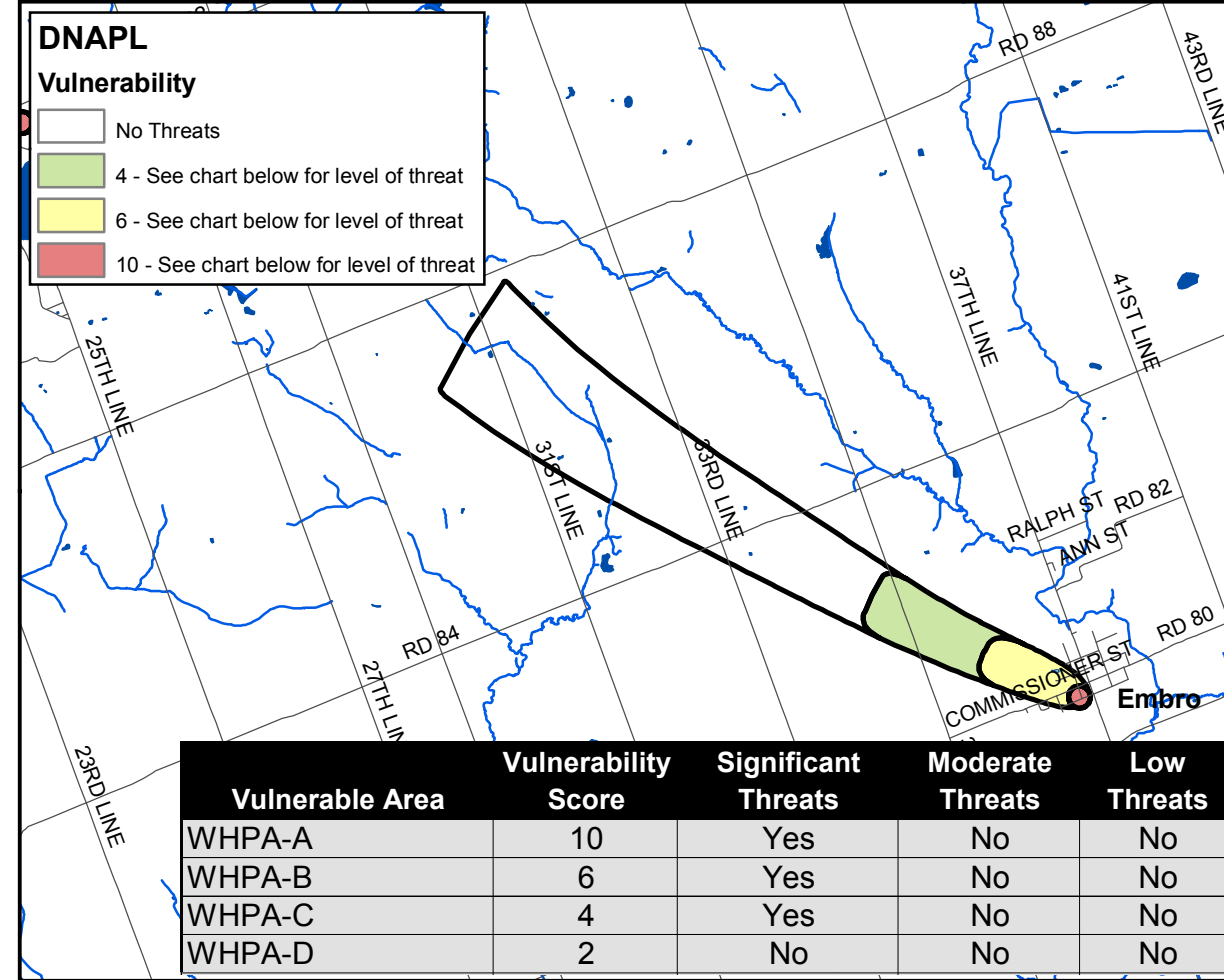 DNAPL
Vulnerability
No Threats
4 - See chart below for level of threat
6 - See chart below for level of threat
10 - See chart below for level of threat
RD 88
43RD LINE
37TH LINE
41ST LINE
25TH LINE
31ST LINE
33RD LINE
RALPH ST
RD 82
ANN ST
RD 84
RD 80
COMMISSIONER ST
Embro
27TH LIN
23RD LINE
Vulnerable Area Vulnerability Score Significant Threats Moderate Threats Low Threats
WHPA-A 10 Yes No No
WHPA-B 6 Yes No No
WHPA-C 4 Yes No No
WHPA-D 2 No No No